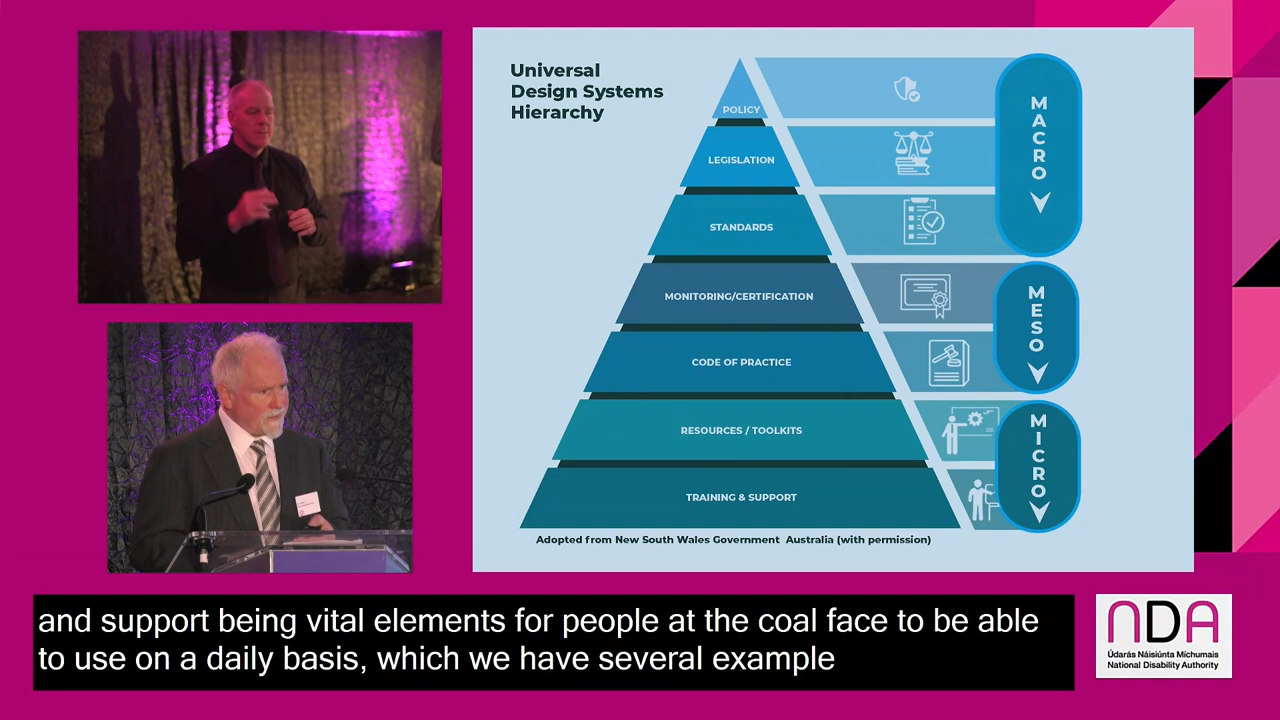 Universal
Design Systems
Hierarchy
POLICY
LEGISLATION
STANDARDS
MONITORING/CERTIFICATION
CODE OF PRACTICE
RESOURCES / TOOLKITS
TRAINING & SUPPORT
MACRO
MESO
MICRO
Adopted from New South Wales Government Australia (with permission)
and support being vital elements for people at the coal face to be able
to use on a daily basis, which we have several example
NDA
Údarás Náisiúnta Míchumais
National Disability Authority